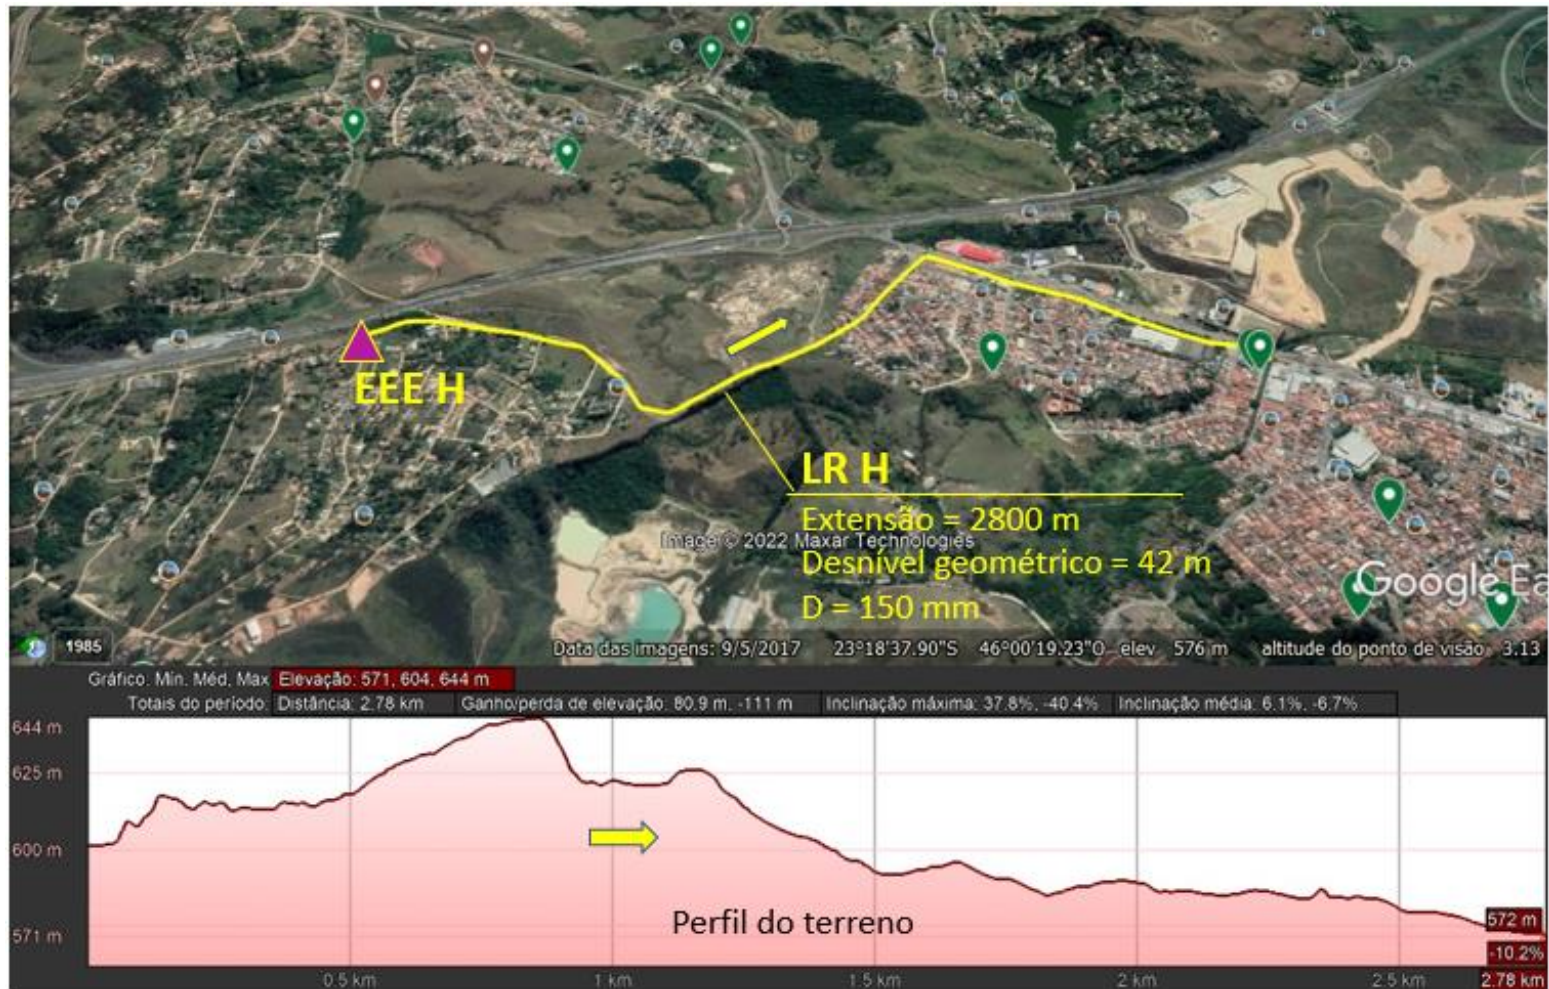 EEE H
LR H
Extensão = 2800 m
Image © 2022 Maxar Technologies
Desnível geométrico = 42 m
D = 150 mm
Google Ea
1985
Data das imagens: 9/5/2017 23°18'37.90"S 46°00'19.23"O elev 576 m altitude do ponto de visão 3.13
Gráfico. Mín. Méd. Max Elevação: 571, 604, 644 m
Totais do período: Distância: 2.78 km Ganho/perda de elevação: 80.9 m, -111 m Inclinação máxima: 37.8%, -40.4% Inclinação média: 6.1%, -6.7%
644 m
625 m
600 m
571 m
Perfil do terreno
572 m
-10.2%
0.5 km 1 km 1.5 km 2 km 2.5 km 2.78 km